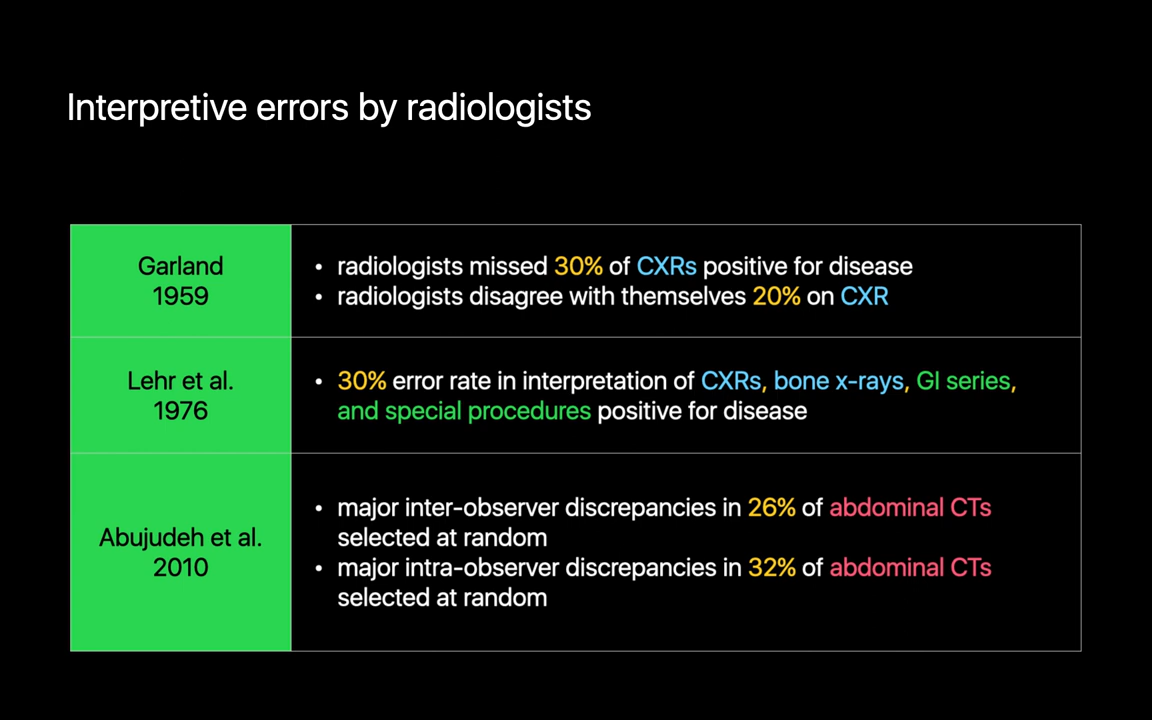 Interpretive errors by radiologists
Garland
1959
• radiologists missed 30% of CXRs positive for disease
• radiologists disagree with themselves 20% on CXR
Lehr et al.
1976
• 30% error rate in interpretation of CXRs, bone x-rays, GI series,
and special procedures positive for disease
Abujudeh et al.
2010
• major inter-observer discrepancies in 26% of abdominal CTs
selected at random
• major intra-observer discrepancies in 32% of abdominal CTs
selected at random